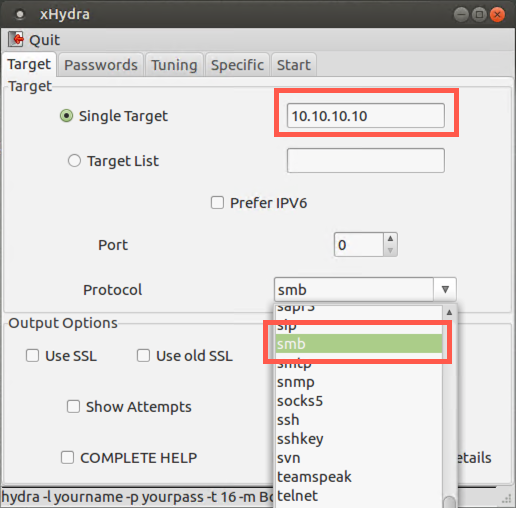 xHydra
Quit
Target Passwords Tuning Specific Start
Target
Single Target 10.10.10.10
Target List
Prefer IPV6
Port 0
Protocol smb
sapr3
Output Options sip
smb
Use SSL Use old SSL smtp
snmp
socks5
Show Attempts ssh
sshkey
svn
COMPLETE HELP etails
teamspeak
telnet
hydra -l yourname -p yourpass -t 16 -m Bo